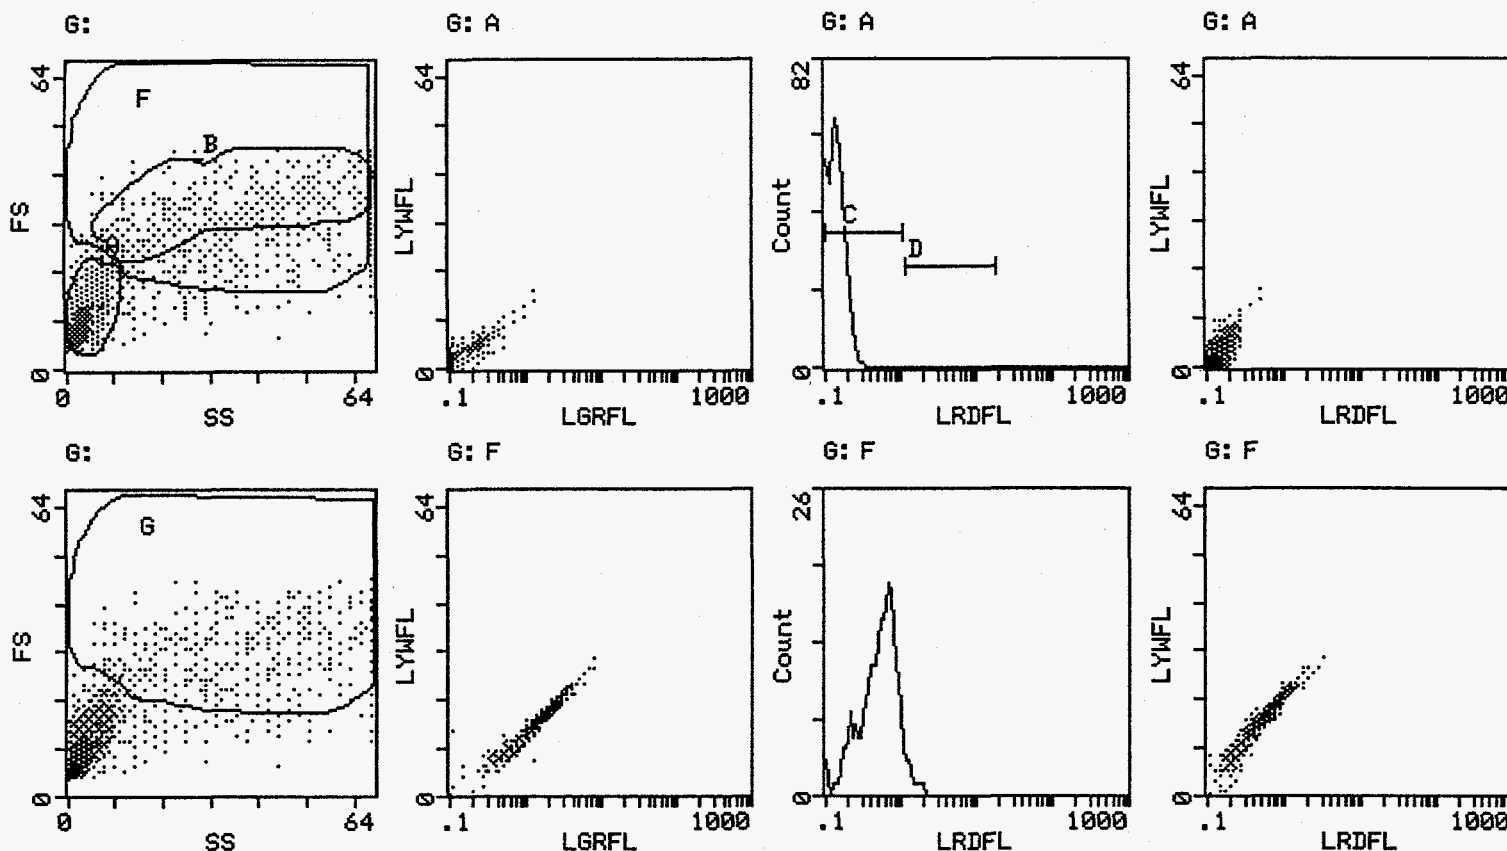 G:
G: A
G: A
G: A
64
F
B
A
FS
0
0
64
SS
64
LYWFL
0
.1
1000
LGRFL
82
Count
C
D
0
.1
1000
LRDFL
64
LYWFL
0
.1
1000
LRDFL
G:
G: F
G: F
G: F
64
G
FS
0
0
64
SS
64
LYWFL
0
.1
1000
LGRFL
26
Count
0
.1
1000
LRDFL
64
LYWFL
0
.1
1000
LRDFL